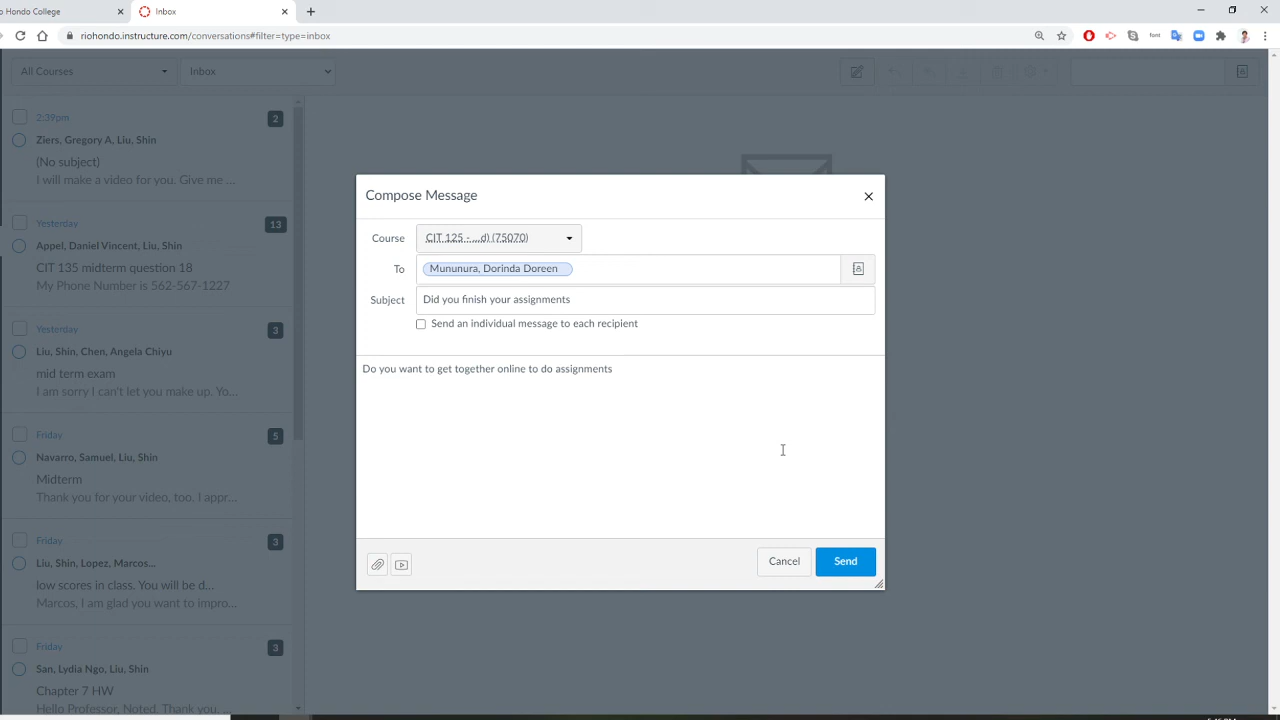 o Hondo College
Inbox
riohondo.instructure.com/conversations#filter=type=inbox
font
All Courses
Inbox
2:39pm
2
Ziers, Gregory A, Liu, Shin
(No subject)
I will make a video for you. Give me ...
Yesterday
13
Appel, Daniel Vincent, Liu, Shin
CIT 135 midterm question 18
My Phone Number is 562-567-1227
Yesterday
3
Liu, Shin, Chen, Angela Chiyu
mid term exam
I am sorry I can't let you make up. Yo...
Friday
5
Navarro, Samuel, Liu, Shin
Midterm
Thank you for your video, too. I appr...
Friday
3
Liu, Shin, Lopez, Marcos...
low scores in class. You will be d...
Marcos, I am glad you want to impro...
Friday
3
San, Lydia Ngo, Liu, Shin
Chapter 7 HW
Hello Professor, Noted. Thank you. ...
Compose Message
Course
CIT 125 - ...d) (75070)
To
Mununura, Dorinda Doreen
Subject
Did you finish your assignments
Send an individual message to each recipient
Do you want to get together online to do assignments
Cancel
Send